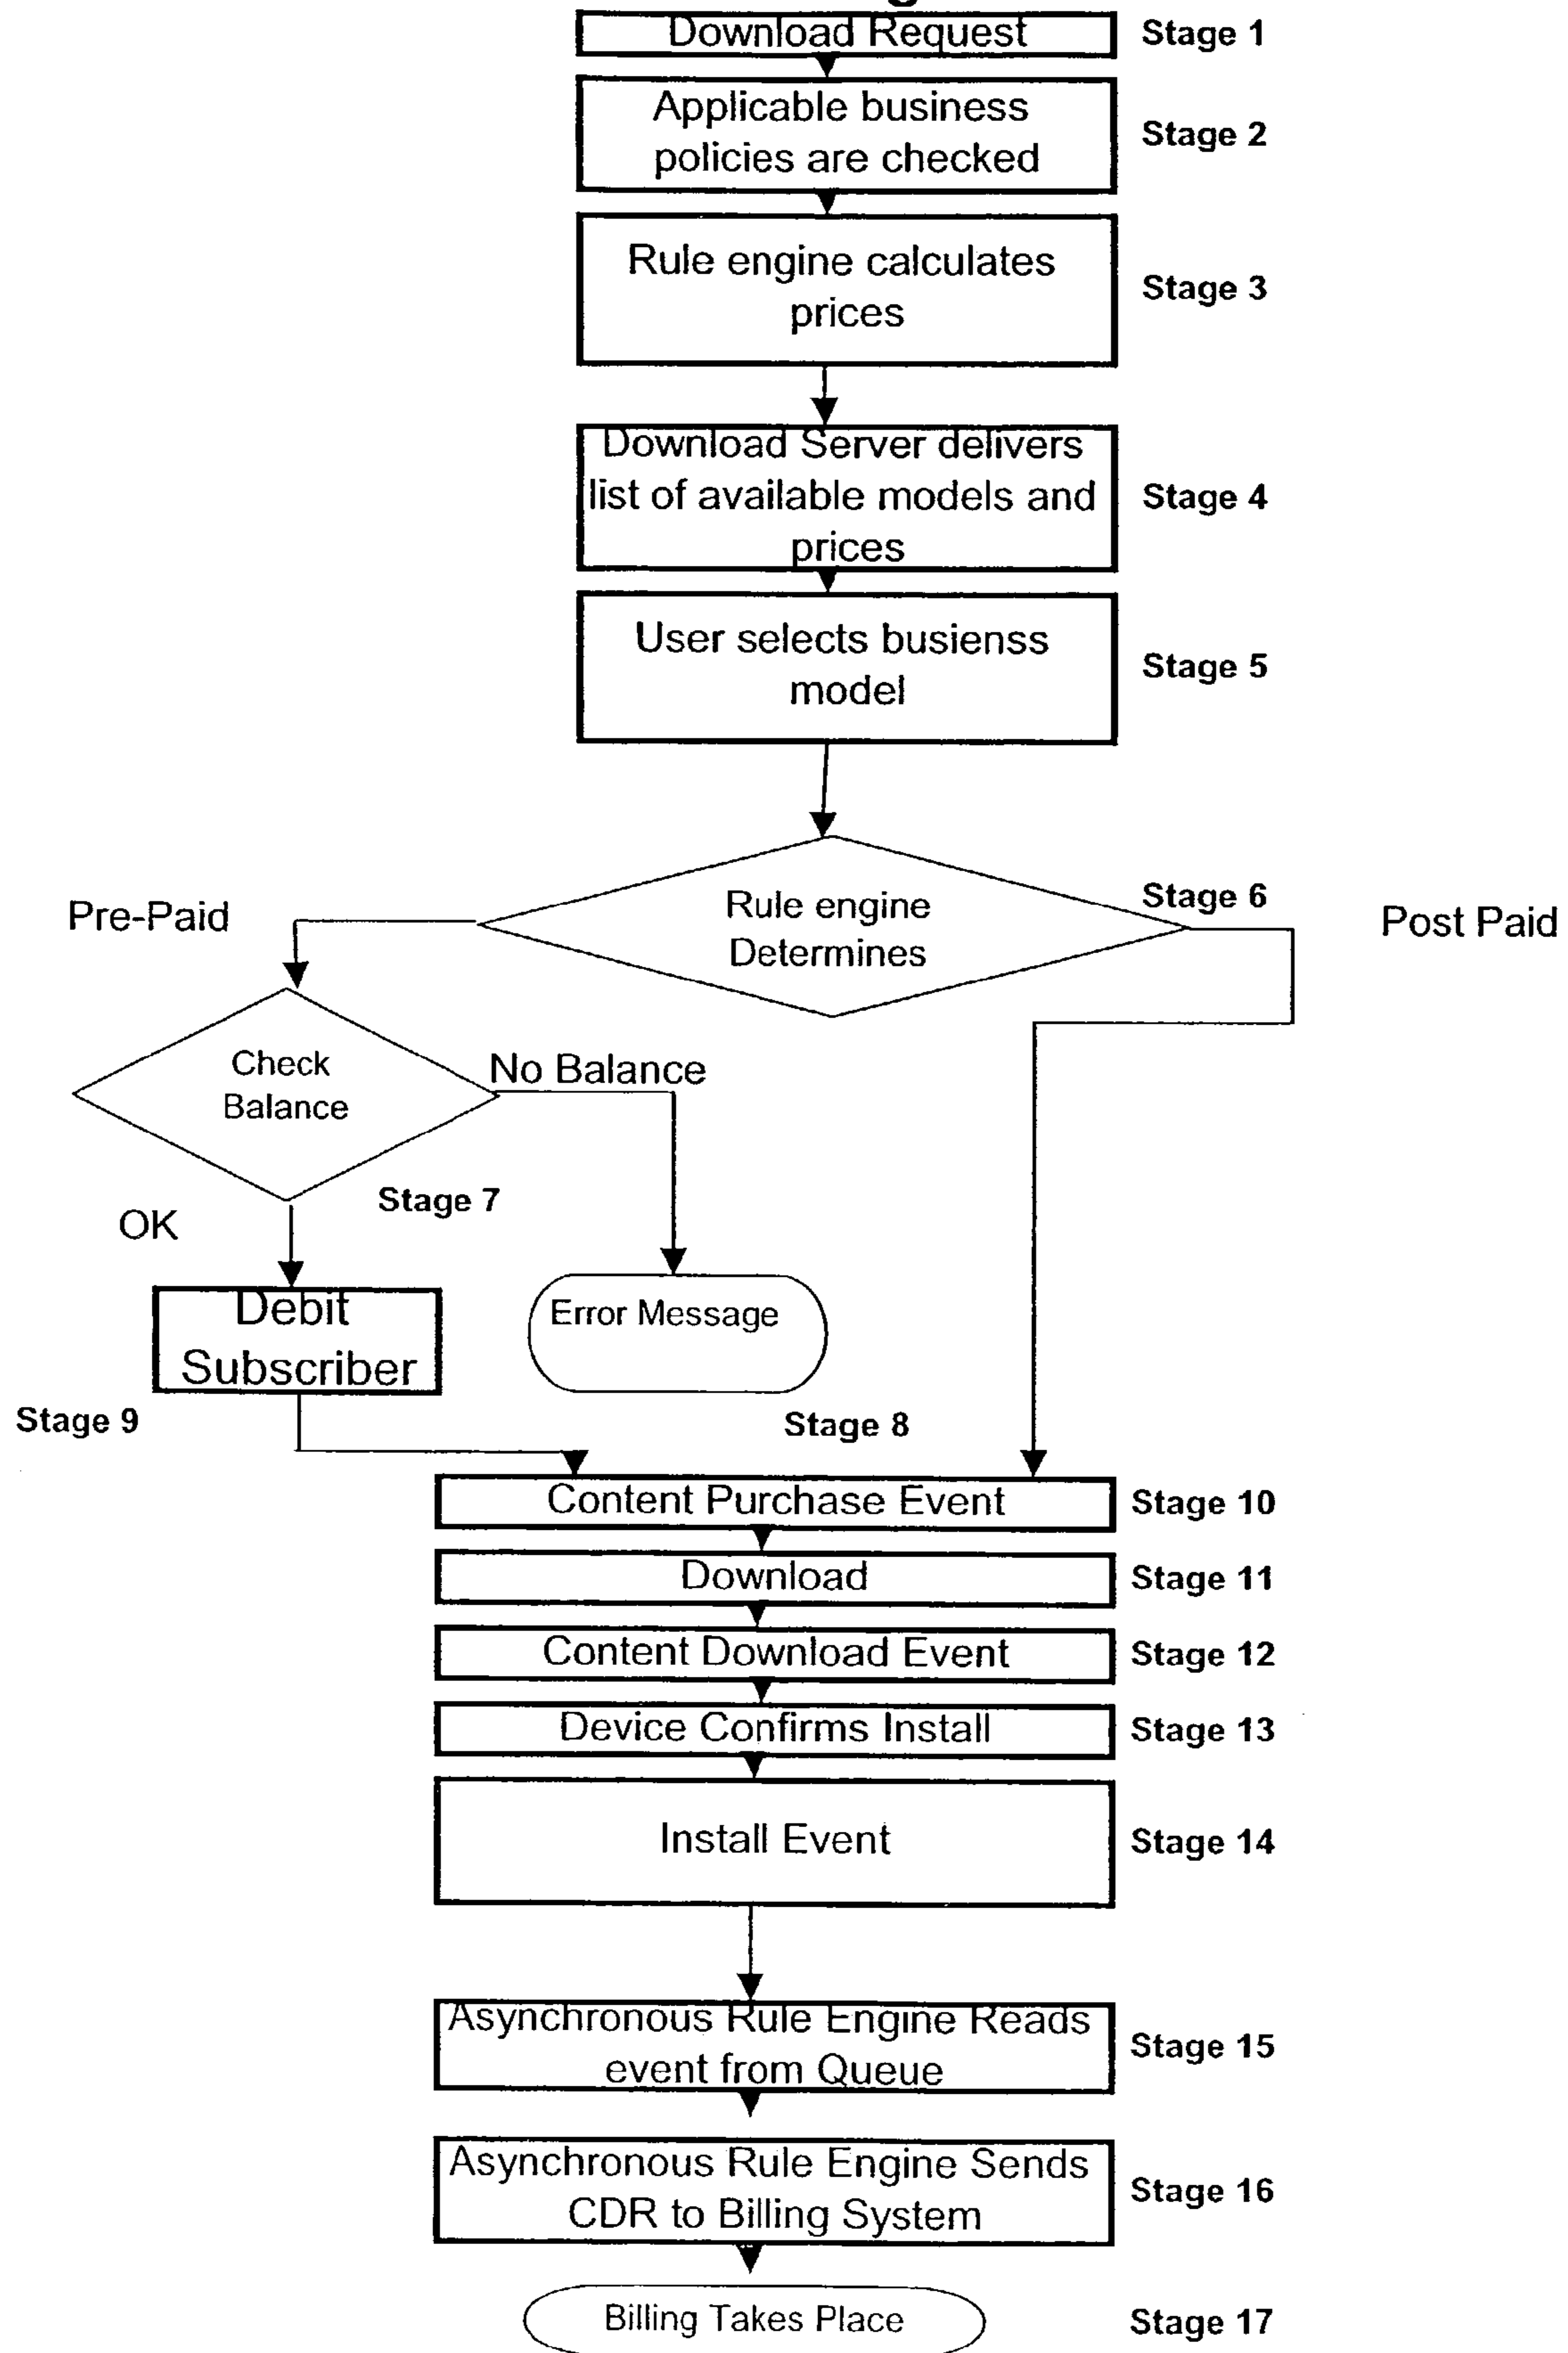 Download Request
Stage 1
Applicable business
policies are checked
Stage 2
Rule engine calculates
prices
Stage 3
Download Server delivers
list of available models and
prices
Stage 4
User selects busienss
model
Stage 5
Rule engine
Determines
Stage 6
Pre-Paid
Post Paid
Check
Balance
No Balance
Stage 7
OK
Debit
Subscriber
Error Message
Stage 9
Stage 8
Content Purchase Event
Stage 10
Download
Stage 11
Content Download Event
Stage 12
Device Confirms Install
Stage 13
Install Event
Stage 14
Asynchronous Rule Engine Reads
event from Queue
Stage 15
Asynchronous Rule Engine Sends
CDR to Billing System
Stage 16
Billing Takes Place
Stage 17